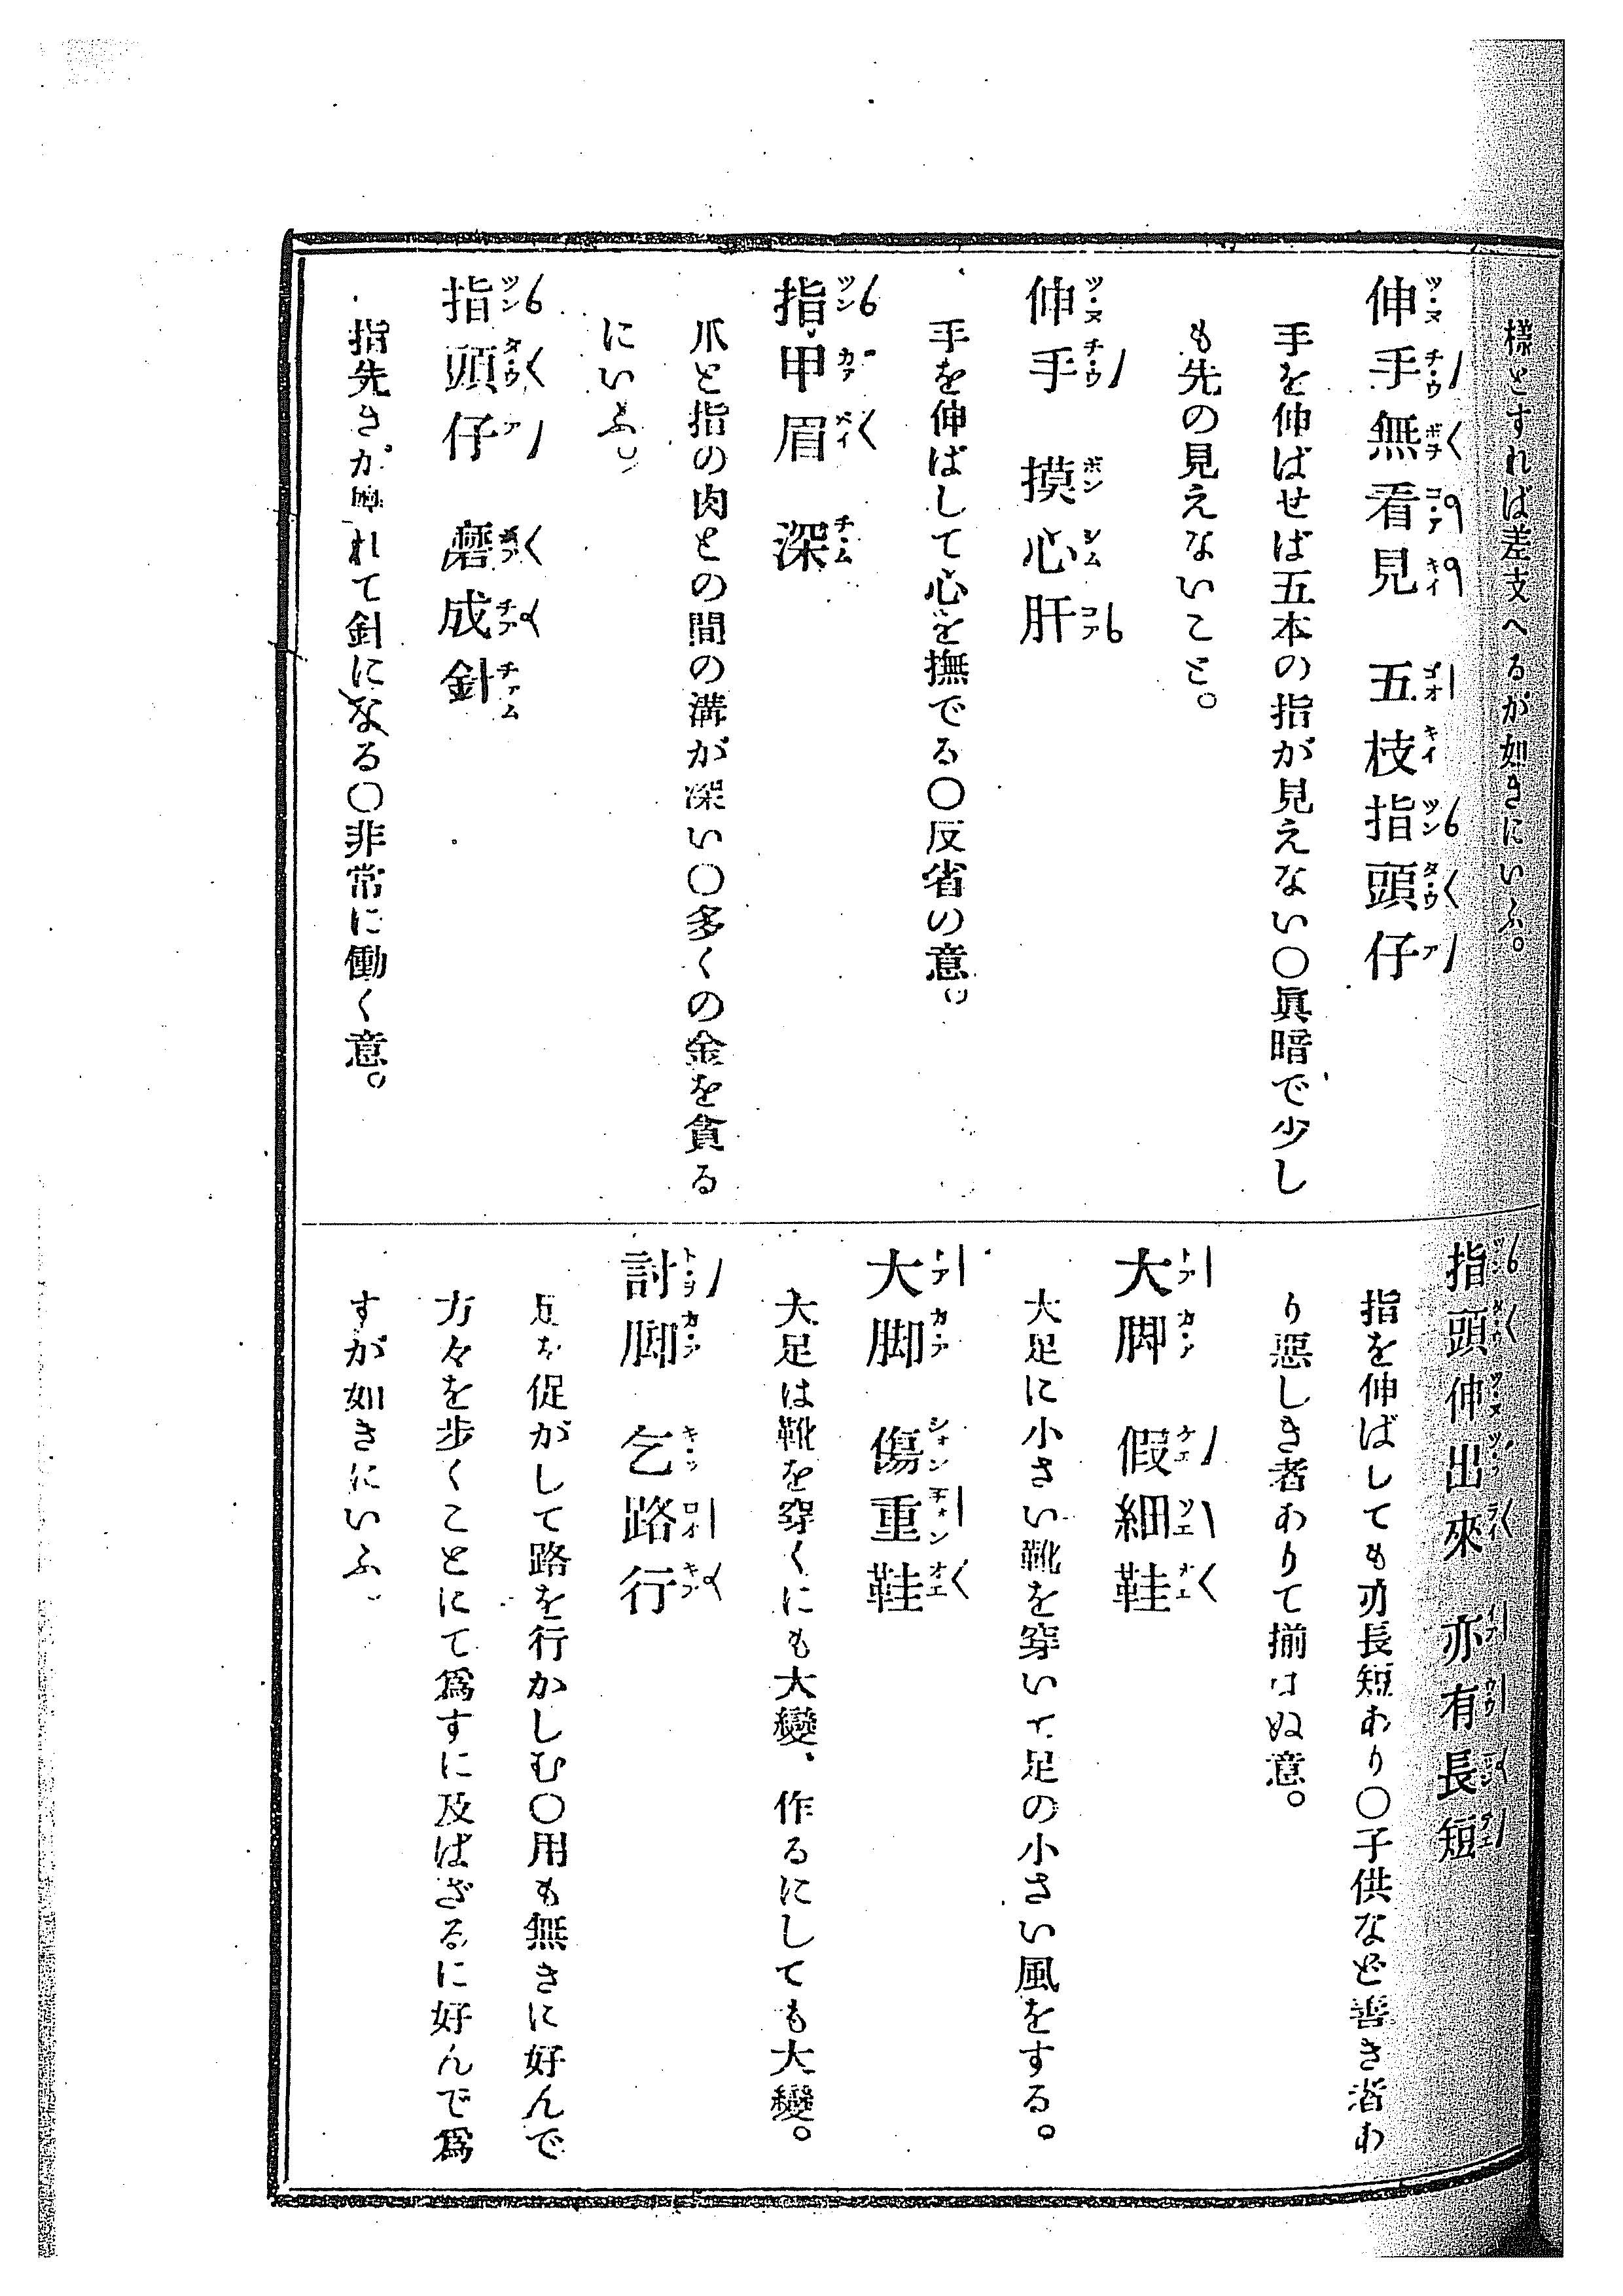 樣とすれば差支へるが如きにいふ。
伸手無看見　五枝指頭仔
手を伸ばせば五本の指が見えない〇眞暗で少し
も先の見えないこと。
伸手　摸心肝
手を伸ばして心を撫でる〇反省の意。
指甲眉　深
爪と指の肉との間の溝が深い〇多くの金を貪る
にいふ。
指頭仔　磨成針
指先きが れて針になる〇非常に働く意。
指頭伸出來　亦有長短
指を伸ばしても亦長短あり〇子供など善き者あ
り惡しき者ありて揃はぬ意。
大脚　假細鞋
大足に小さい靴を穿いて足の小さい風をする。
大脚　傷重鞋
大足は靴を穿くにも大變、作るにしても大變。
討脚　乞路行
足を促がして路を行かしむ〇用も無きに好んで
方々を歩くことにて爲すに及ばざるに好んで爲
すが如きにいふ。